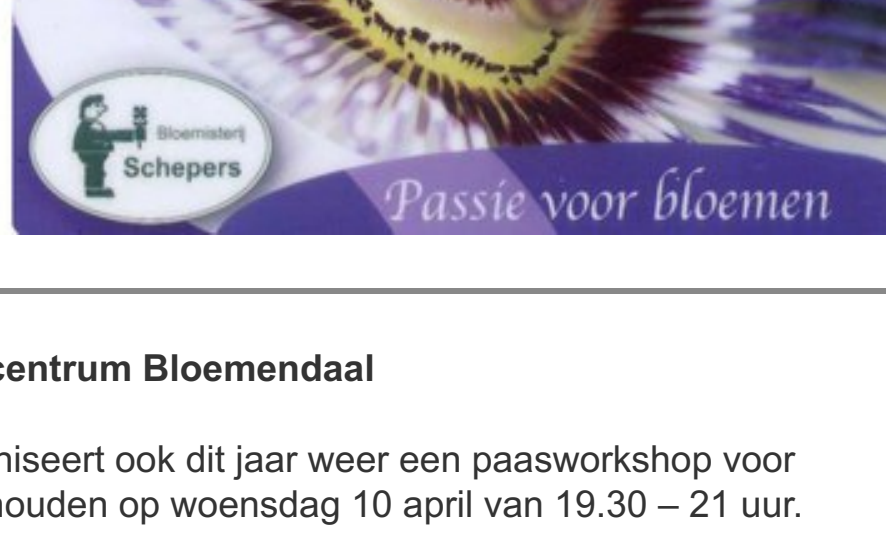 Bloemisterij
Schepers
Passie voor bloemen
centrum Bloemendaal
niseert ook dit jaar weer een paasworkshop voor
houden op woensdag 10 april van 19.30 – 21 uur.